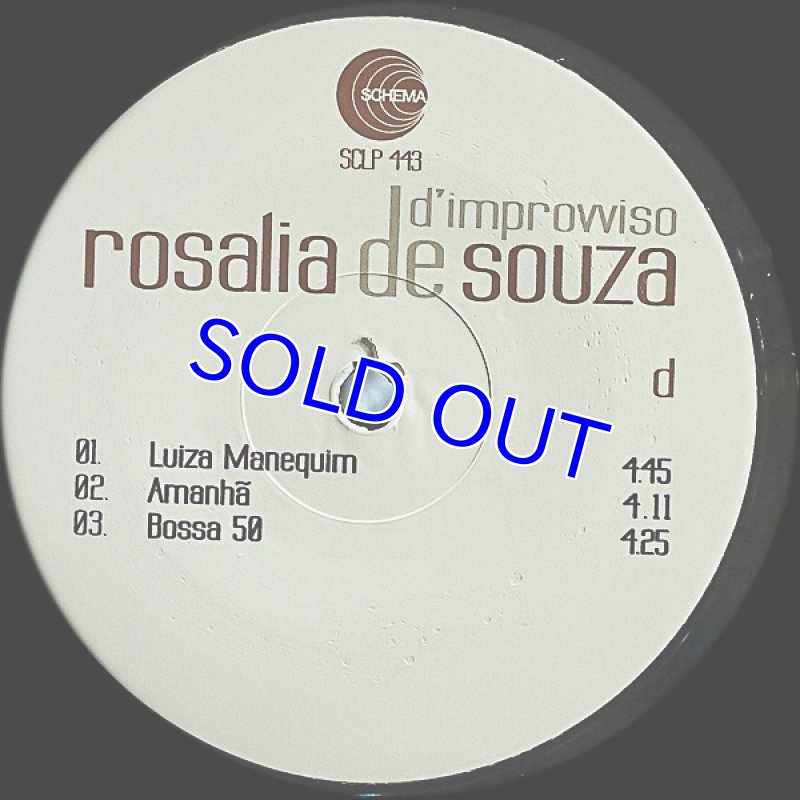 SCHEMA
SCLP 443
d'improvviso
rosalia de souza
d
SOLD OUT
01. Luiza Manequim 4.45
02. Amanhã 4.11
03. Bossa 50 4.25